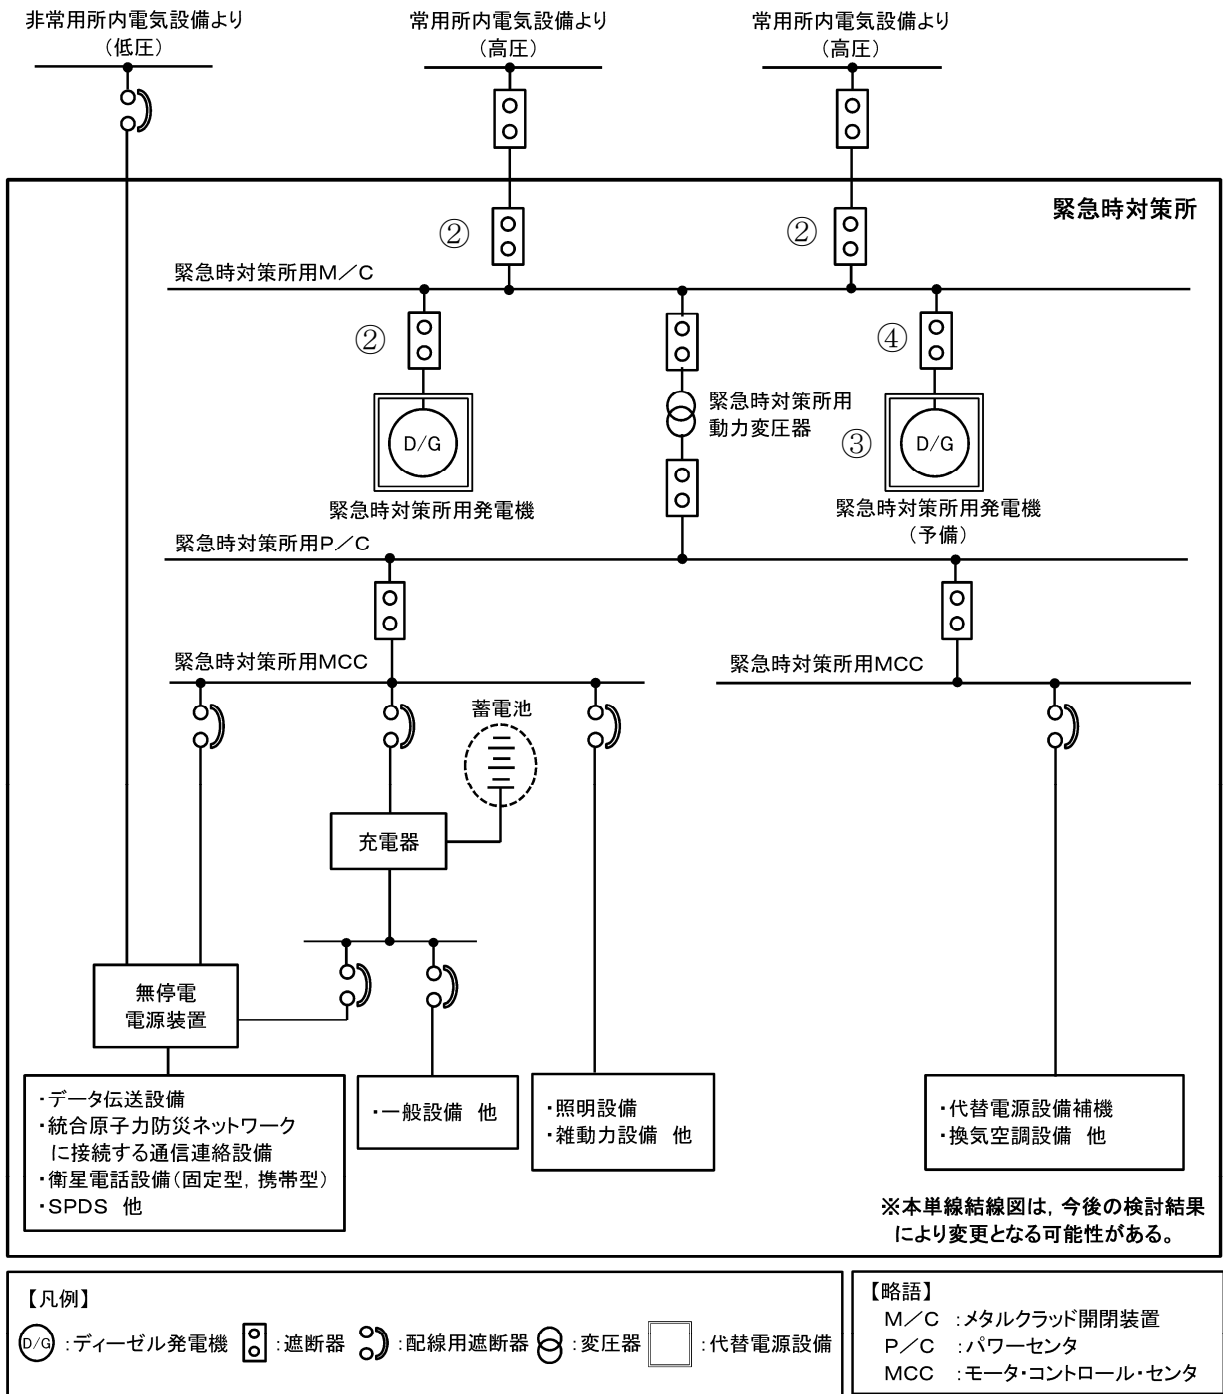 非常用所内電気設備より
（低圧）
常用所内電気設備より
（高圧）
常用所内電気設備より
（高圧）
緊急時対策所
②
②
緊急時対策所用M／C
②
④
緊急時対策所用
動力変圧器
D/G
③
D/G
緊急時対策所用発電機
緊急時対策所用発電機
（予備）
緊急時対策所用P／C
緊急時対策所用MCC
緊急時対策所用MCC
蓄電池
充電器
無停電
電源装置
・データ伝送設備
・統合原子力防災ネットワーク
に接続する通信連絡設備
・衛星電話設備（固定型，携帯型）
・SPDS 他
・一般設備 他
・照明設備
・雑動力設備 他
・代替電源設備補機
・換気空調設備 他
※本単線結線図は，今後の検討結果
により変更となる可能性がある。
【凡例】
D/G ：ディーゼル発電機 ：遮断器 ：配線用遮断器 ：変圧器 ：代替電源設備
【略語】
M／C ：メタルクラッド開閉装置
P／C ：パワーセンタ
MCC ：モータ・コントロール・センタ